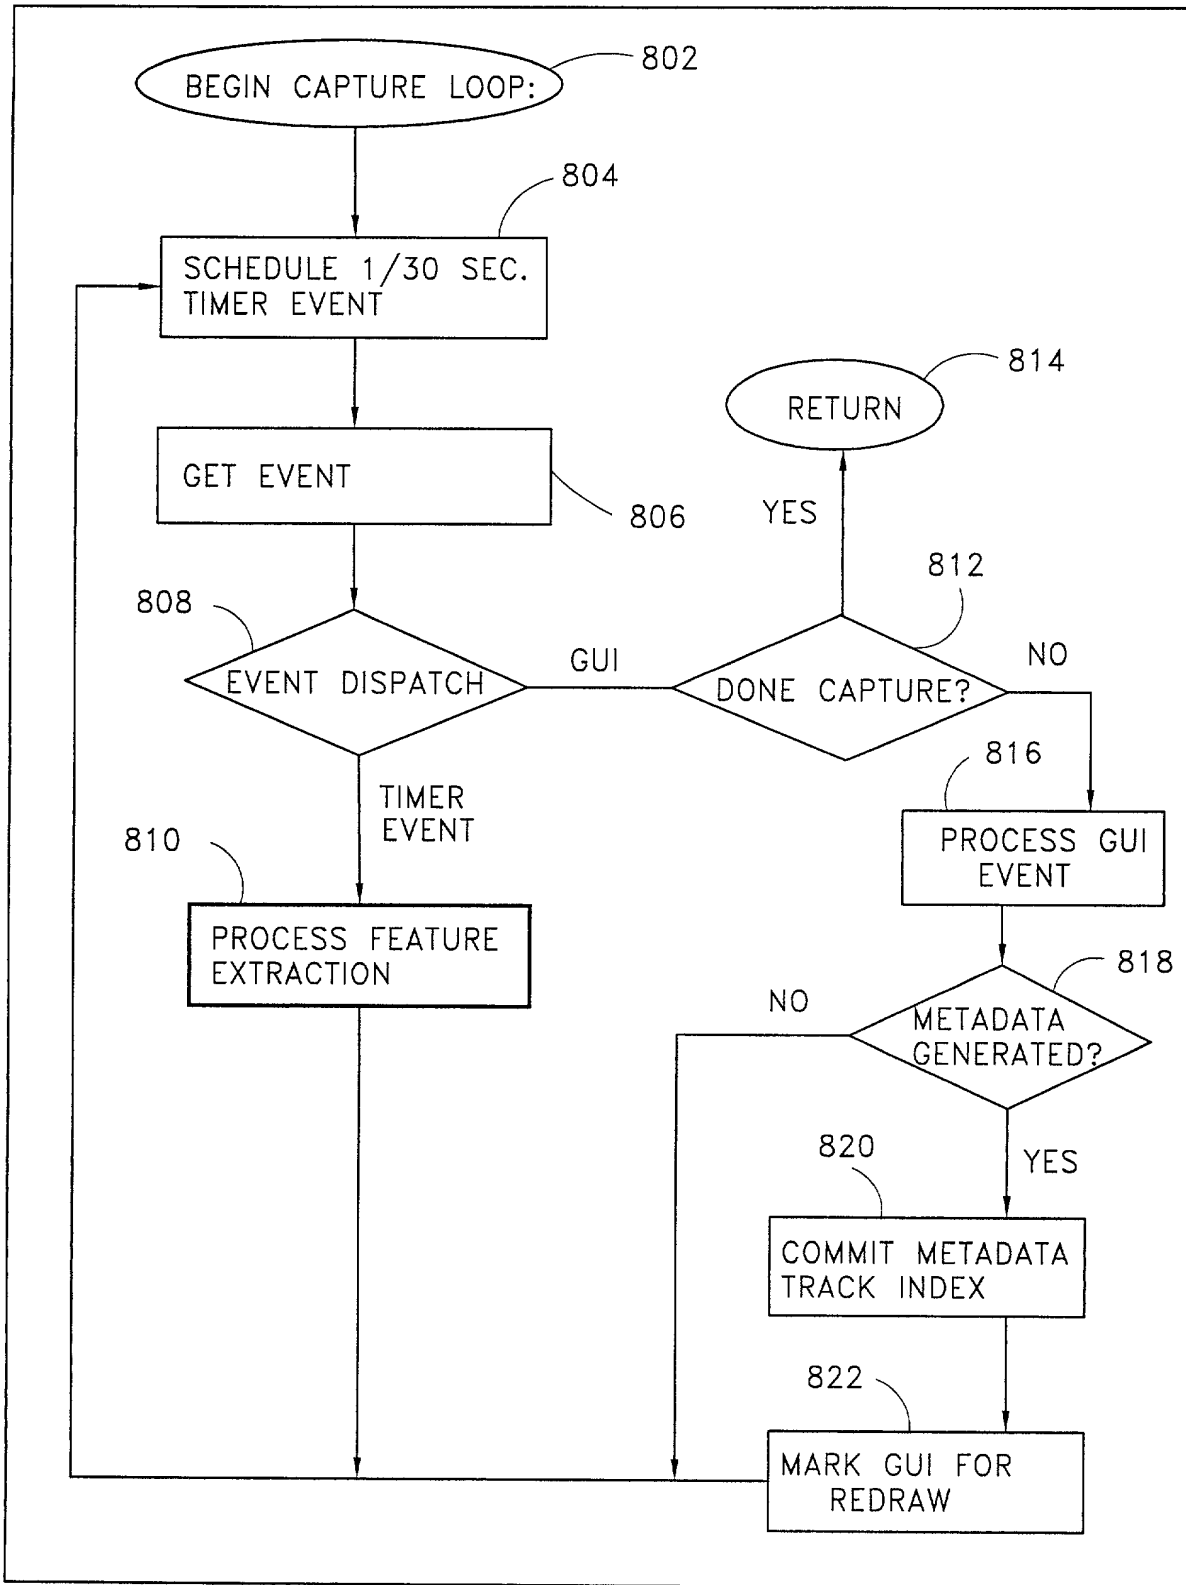 802
BEGIN CAPTURE LOOP:
804
SCHEDULE 1/30 SEC.
TIMER EVENT
814
RETURN
GET EVENT
806
YES
812
808
GUI
NO
EVENT DISPATCH
DONE CAPTURE?
816
TIMER
EVENT
810
PROCESS GUI
EVENT
PROCESS FEATURE
EXTRACTION
818
NO
METADATA
GENERATED?
820
YES
COMMIT METADATA
TRACK INDEX
822
MARK GUI FOR
REDRAW